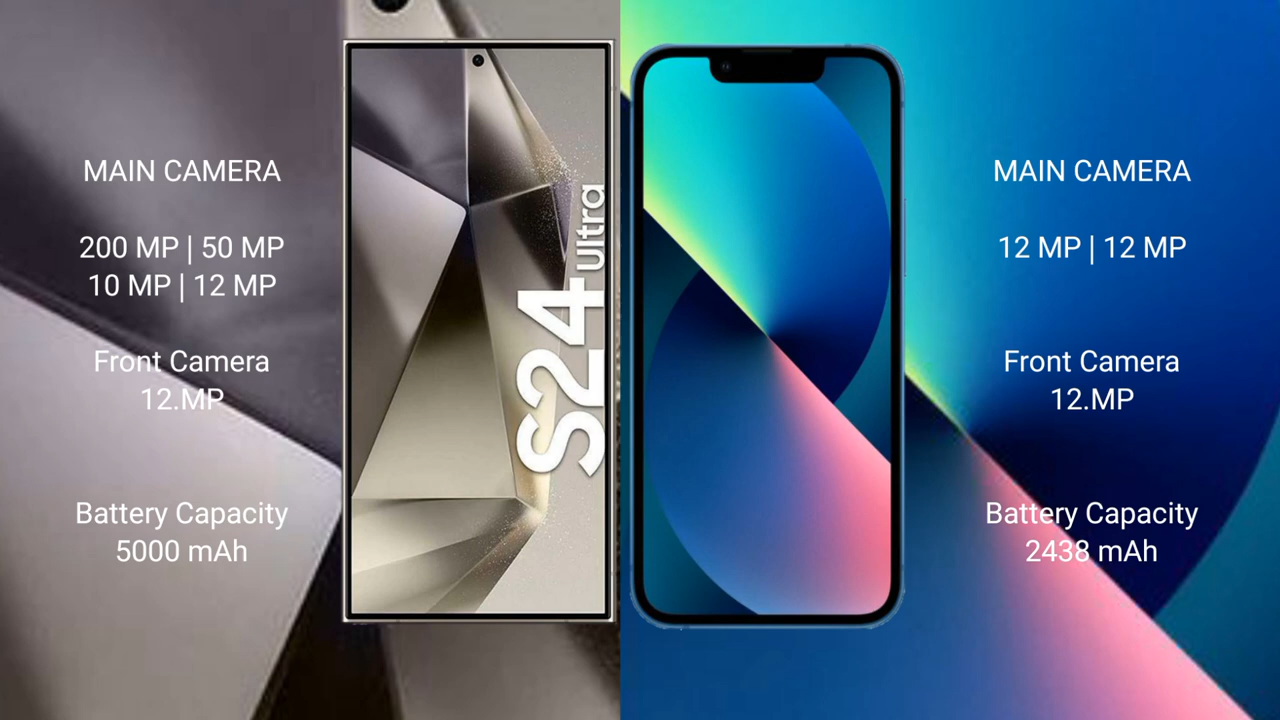 MAIN CAMERA
200 MP | 50 MP
10 MP | 12 MP
Front Camera
12.MP
Battery Capacity
5000 mAh
S24 Ultra
MAIN CAMERA
12 MP | 12 MP
Front Camera
12.MP
Battery Capacity
2438 mAh